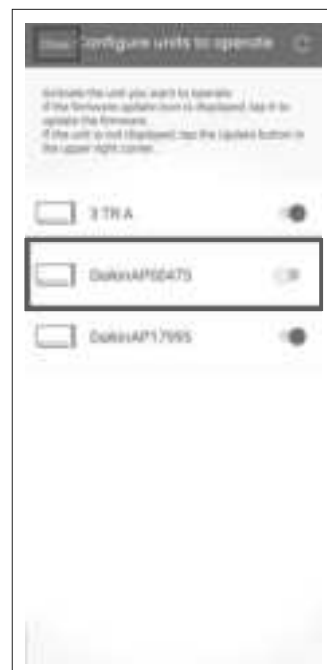 Close Configure units to operate
Activate the unit you want to operate.
If the firmware update icon is displayed, tap it to
update the firmware.
If the unit is not displayed, tap the Update button in
the upper right corner.
3 TR A
DaikinAP50475
DaikinAP17995